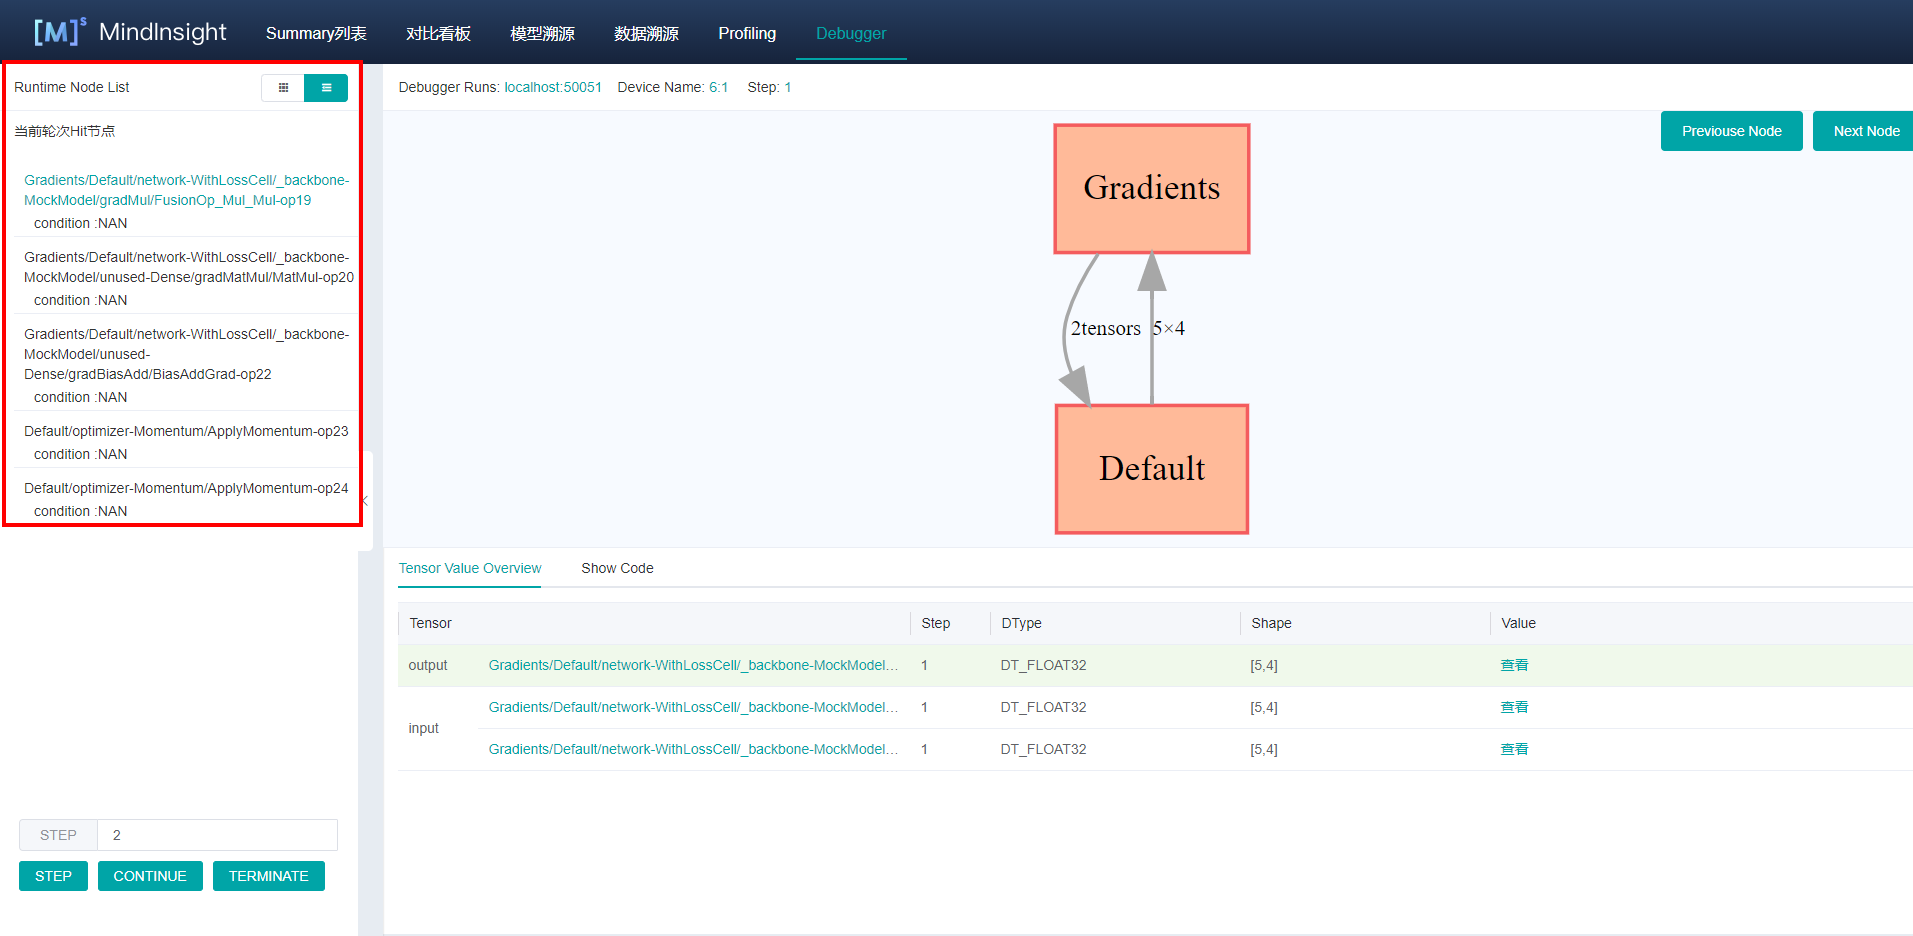 [M]s MindInsight Summary列表 对比看板 模型溯源 数据溯源 Profiling Debugger
Runtime Node List
当前轮次Hit节点
Gradients/Default/network-WithLossCell/_backbone-
MockModel/gradMul/FusionOp_Mul_Mul-op19
condition :NAN
Gradients/Default/network-WithLossCell/_backbone-
MockModel/unused-Dense/gradMatMul/MatMul-op20
condition :NAN
Gradients/Default/network-WithLossCell/_backbone-
MockModel/unused-
Dense/gradBiasAdd/BiasAddGrad-op22
condition :NAN
Default/optimizer-Momentum/ApplyMomentum-op23
condition :NAN
Default/optimizer-Momentum/ApplyMomentum-op24
condition :NAN
STEP 2
STEP CONTINUE TERMINATE
Debugger Runs: localhost:50051 Device Name: 6:1 Step: 1
Previouse Node Next Node
Gradients
2tensors 5×4
Default
Tensor Value Overview Show Code
Tensor Step DType Shape Value
output Gradients/Default/network-WithLossCell/_backbone-MockModel... 1 DT_FLOAT32 [5,4] 查看
input
Gradients/Default/network-WithLossCell/_backbone-MockModel... 1 DT_FLOAT32 [5,4] 查看
Gradients/Default/network-WithLossCell/_backbone-MockModel... 1 DT_FLOAT32 [5,4] 查看